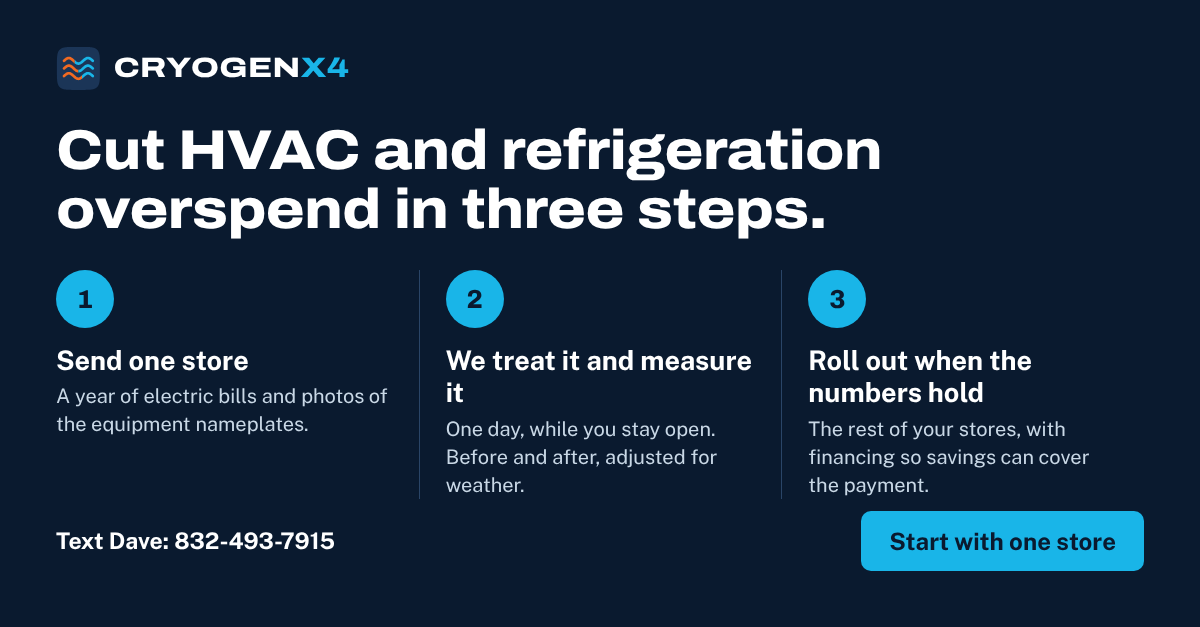 CRYOGENX4
Cut HVAC and refrigeration
overspend in three steps.
1
Send one store
A year of electric bills and photos of
the equipment nameplates.
2
We treat it and measure
it
One day, while you stay open.
Before and after, adjusted for
weather.
3
Roll out when the
numbers hold
The rest of your stores, with
financing so savings can cover
the payment.
Text Dave: 832-493-7915
Start with one store